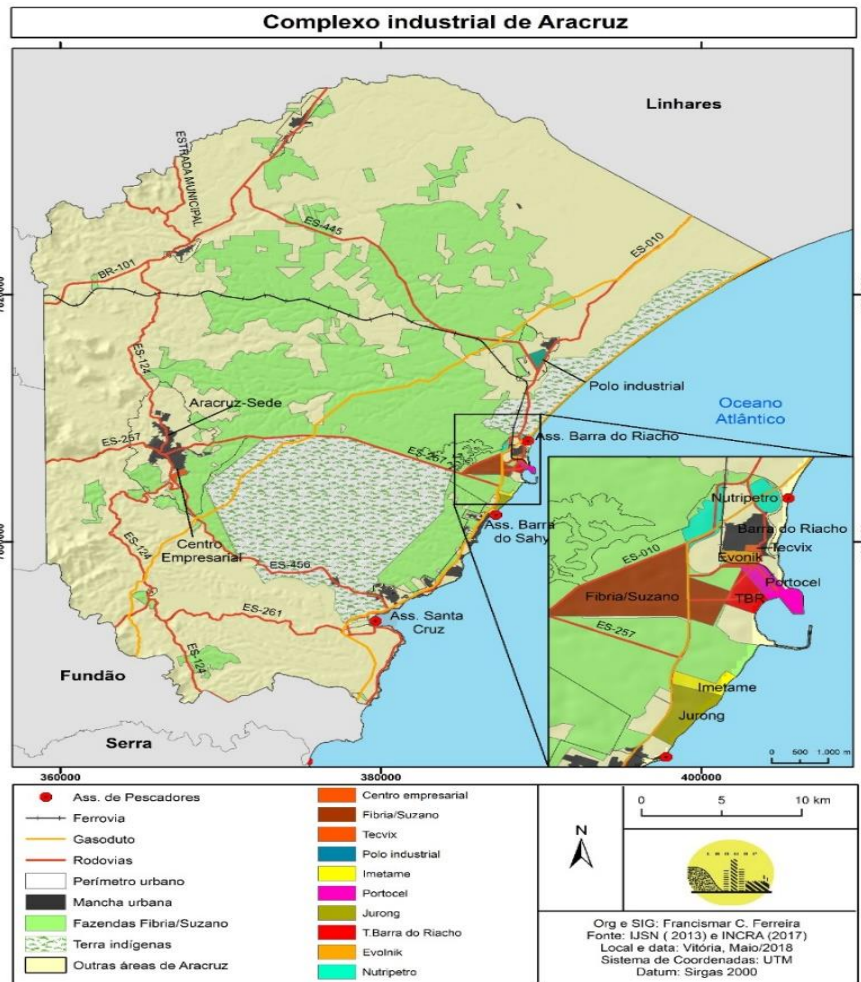 Complexo industrial de Aracruz
Linhares
ESTRADA MUNICIPAL
ES-445
ES-010
BR-101
ES-124
Polo industrial
Aracruz-Sede
Oceano
Atlântico
ES-257
ES-257
Ass. Barra do Riacho
Ass. Barra
do Sahy
Centro
Empresarial
ES-124
ES-456
ES-261
Ass. Santa
Cruz
ES-124
Fundão
Serra
Nutripetro
Barra do Riacho
Tecvix
ES-010
Evonik
Portocel
Fibria/Suzano
TBR
ES-257
Imetame
Jurong
0 500 1.000 m
360000
380000
400000
Ass. de Pescadores
Ferrovia
Gasoduto
Rodovias
Perímetro urbano
Mancha urbana
Fazendas Fibria/Suzano
Terra indígenas
Outras áreas de Aracruz
Centro empresarial
Fibria/Suzano
Tecvix
Polo industrial
Imetame
Portocel
Jurong
T.Barra do Riacho
Evolnik
Nutripetro
N
0 5 10 km
Org e SIG: Francismar C. Ferreira
Fonte: IJSN ( 2013) e INCRA (2017)
Local e data: Vitória, Maio/2018
Sistema de Coordenadas: UTM
Datum: Sirgas 2000